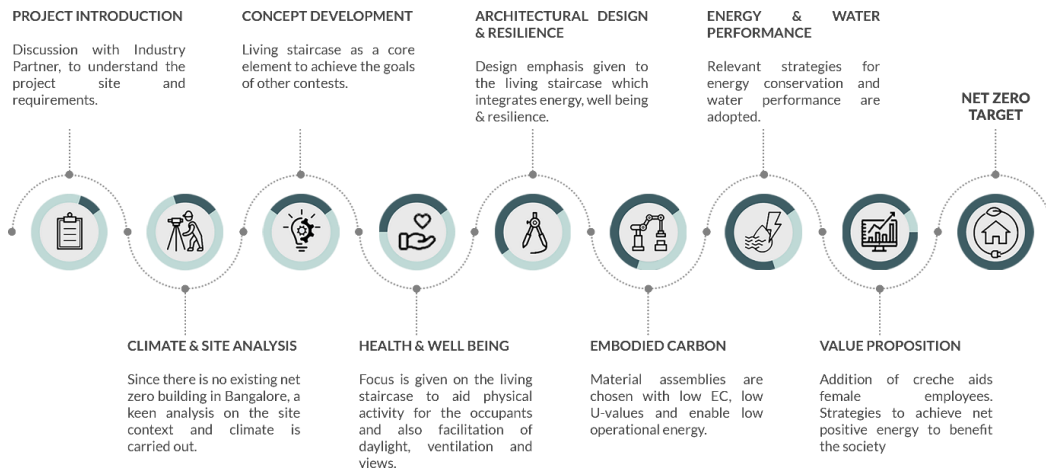 PROJECT INTRODUCTION
Discussion with Industry
Partner, to understand the
project site and
requirements.
CLIMATE & SITE ANALYSIS
Since there is no existing net
zero building in Bangalore, a
keen analysis on the site
context and climate is
carried out.
CONCEPT DEVELOPMENT
Living staircase as a core
element to achieve the goals
of other contests.
HEALTH & WELL BEING
Focus is given on the living
staircase to aid physical
activity for the occupants
and also facilitation of
daylight, ventilation and
views.
ARCHITECTURAL DESIGN
& RESILIENCE
Design emphasis given to
the living staircase which
integrates energy, well being
& resilience.
EMBODIED CARBON
Material assemblies are
chosen with low EC, low
U-values and enable low
operational energy.
ENERGY & WATER
PERFORMANCE
Relevant strategies for
energy conservation and
water performance are
adopted.
VALUE PROPOSITION
Addition of creche aids
female employees.
Strategies to achieve net
positive energy to benefit
the society
NET ZERO
TARGET